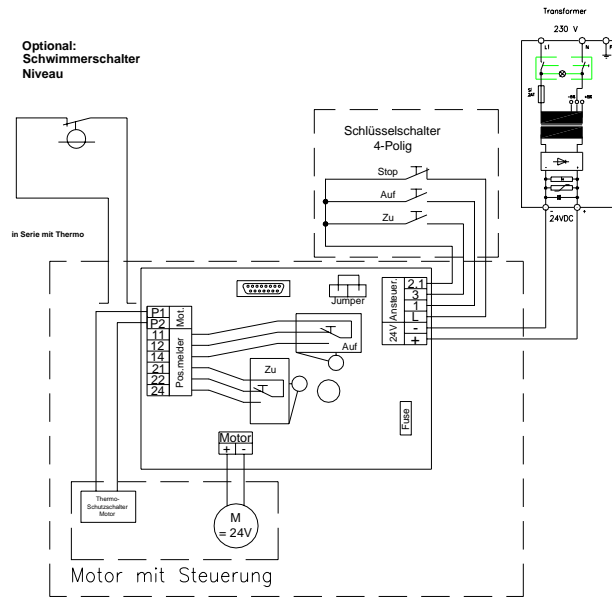 Transformer
230 V
L1
N
Optional:
Schwimmerschalter
Niveau
in Serie mit Thermo
Schlüsselschalter
4-Polig
Stop
Auf
Zu
24VDC
-
+
Jumper
P1
P2
Mot.
11
12
14
21
22
24
Pos.melder
Ansteuer.
2.1
3
1
L
24V
-
+
Auf
Zu
Fuse
Motor
+ -
M
= 24V
Thermo-
Schutzschalter
Motor
Motor mit Steuerung